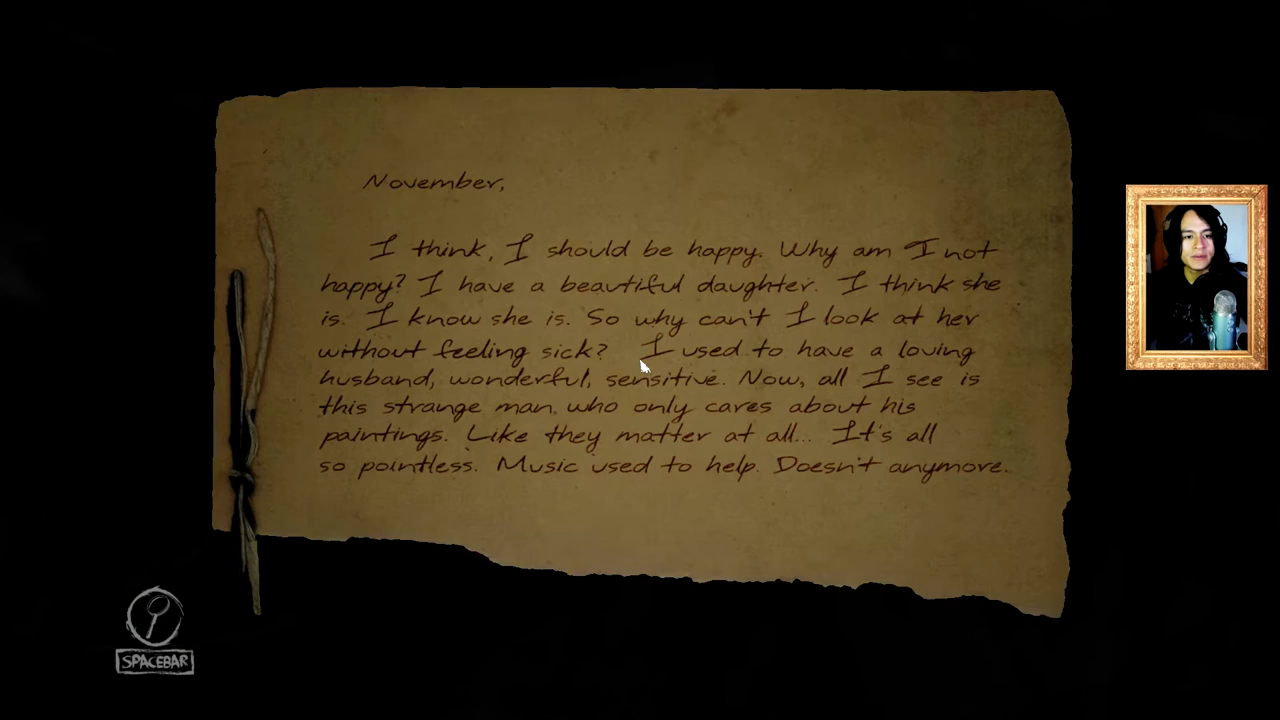 November,
I think, I should be happy. Why am I not
happy? I have a beautiful daughter. I think she
is. I know she is. So why can't I look at her
without feeling sick? I used to have a loving
husband, wonderful, sensitive. Now, all I see is
this strange man, who only cares about his
paintings. Like they matter at all... It's all
so pointless. Music used to help. Doesn't anymore.
SPACEBAR